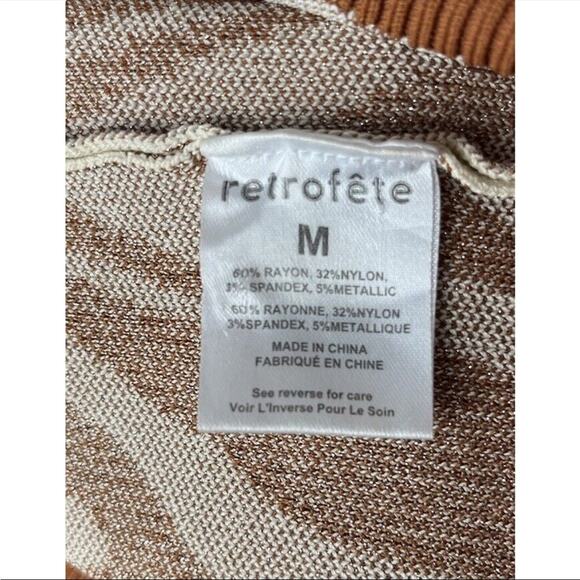 retrofête
M
60% RAYON, 32%NYLON,
3% SPANDEX, 5%METALLIC
60% RAYONNE, 32%NYLON
3%SPANDEX, 5%METALLIQUE
MADE IN CHINA
FABRIQUÉ EN CHINE
See reverse for care
Voir L'Inverse Pour Le Soin